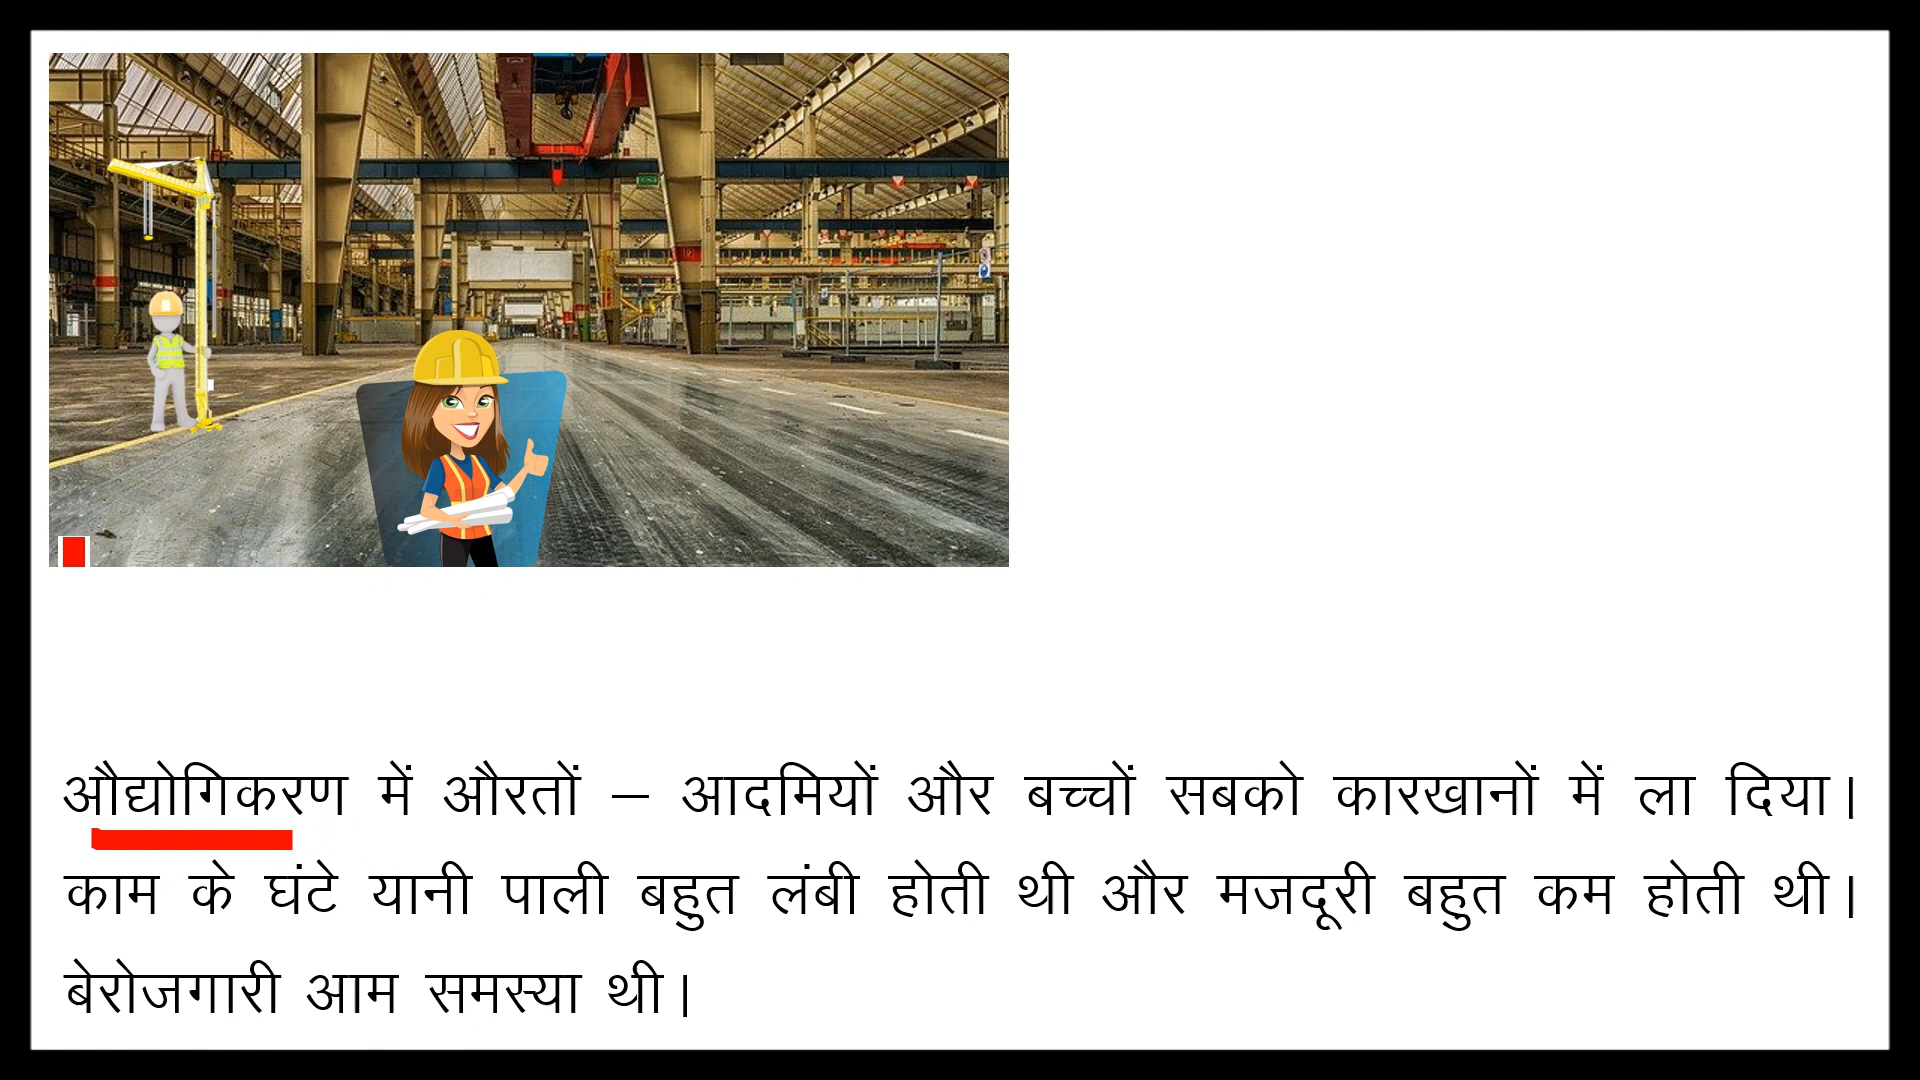 औद्योगिकरण में औरतों – आदमियों और बच्चों सबको कारखानों में ला दिया।
काम के घंटे यानी पाली बहुत लंबी होती थी और मजदूरी बहुत कम होती थी।
बेरोजगारी आम समस्या थी।